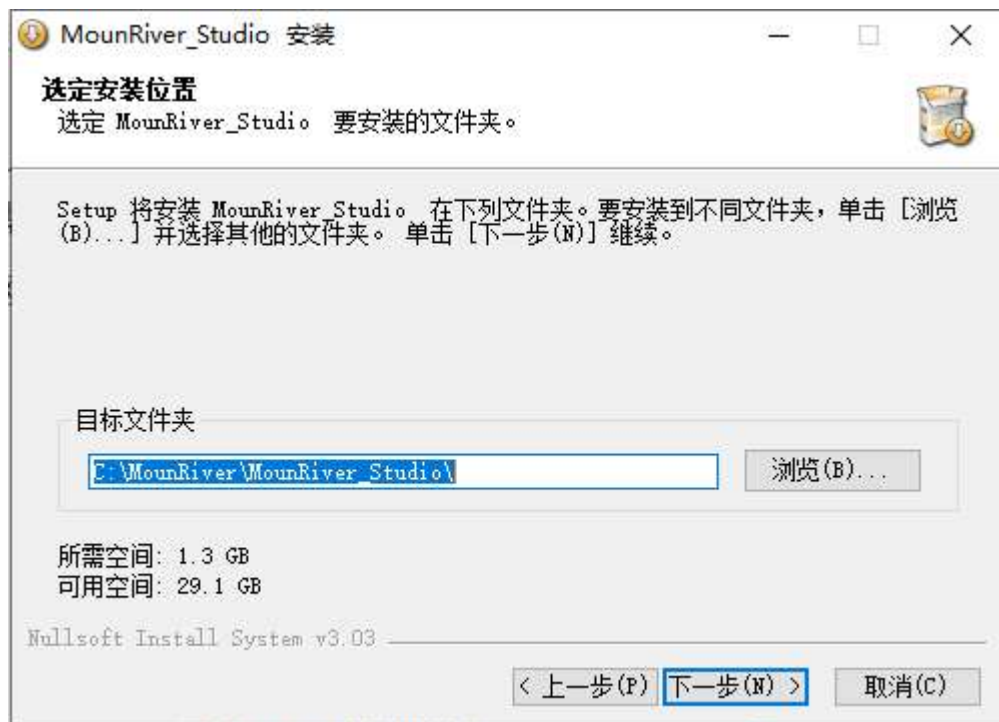 MounRiver_Studio 安装
选定安装位置
选定 MounRiver_Studio 要安装的文件夹。
Setup 将安装 MounRiver_Studio 在下列文件夹。要安装到不同文件夹，单击 [浏览
(B)...] 并选择其他的文件夹。 单击 [下一步(N)] 继续。
目标文件夹
C:\MounRiver\MounRiver_Studio\
浏览(B)...
所需空间: 1.3 GB
可用空间: 29.1 GB
Nullsoft Install System v3.03
< 上一步(P) 下一步(N) > 取消(C)